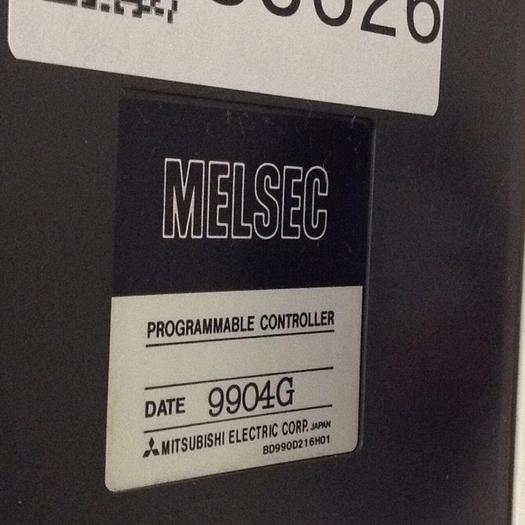 MELSEC
PROGRAMMABLE CONTROLLER
DATE 9904G
MITSUBISHI ELECTRIC CORP. JAPAN
BD990D216H01